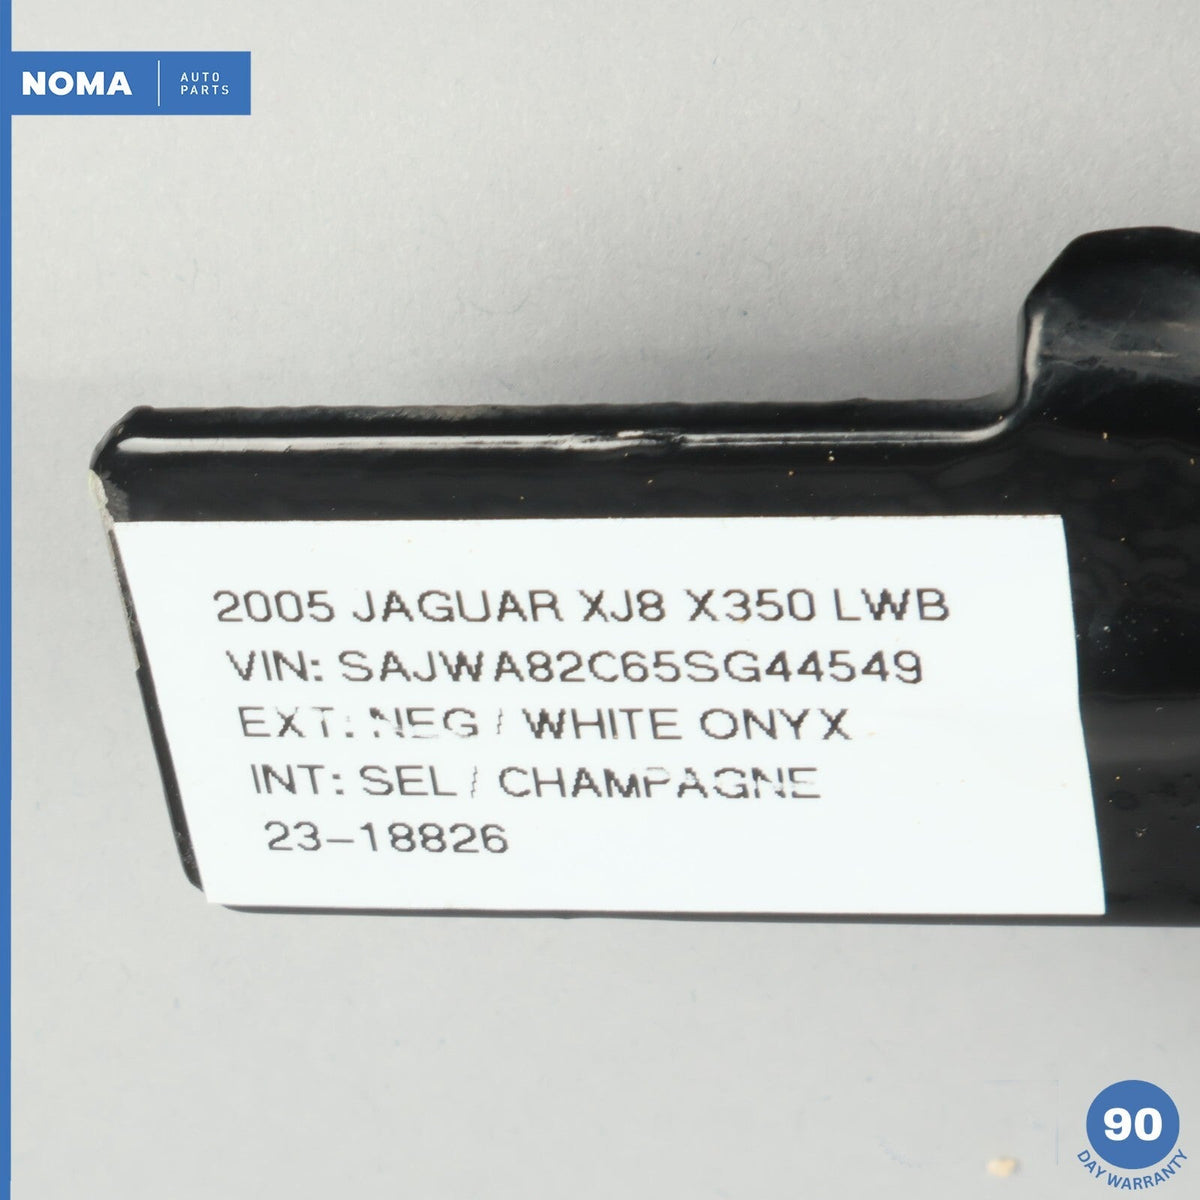 NOMA
AUTO
PARTS
2005 JAGUAR XJ8 X350 LWB
VIN: SAJWA82C65SG44549
EXT: NEG / WHITE ONYX
INT: SEL / CHAMPAGNE
23-18826
90
DAY WARRANTY